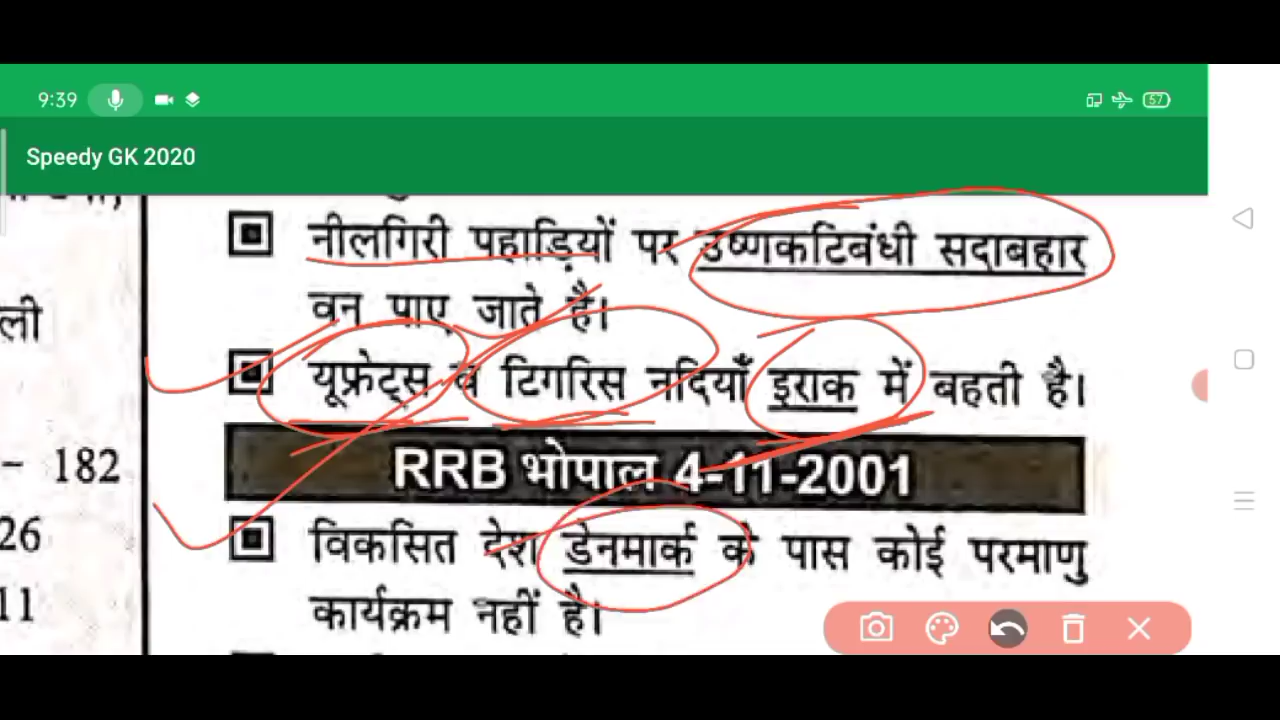 9:39
57
Speedy GK 2020
नीलगिरी पहाड़ियों पर उष्णकटिबंधी सदाबहार
वन पाए जाते है।
ली
यूफ्रेट्स व टिगरिस नदियाँ इराक में बहती है।
– 182
RRB भोपाल 4-11-2001
26
विकसित देश डेनमार्क के पास कोई परमाणु
11
कार्यक्रम नहीं है।